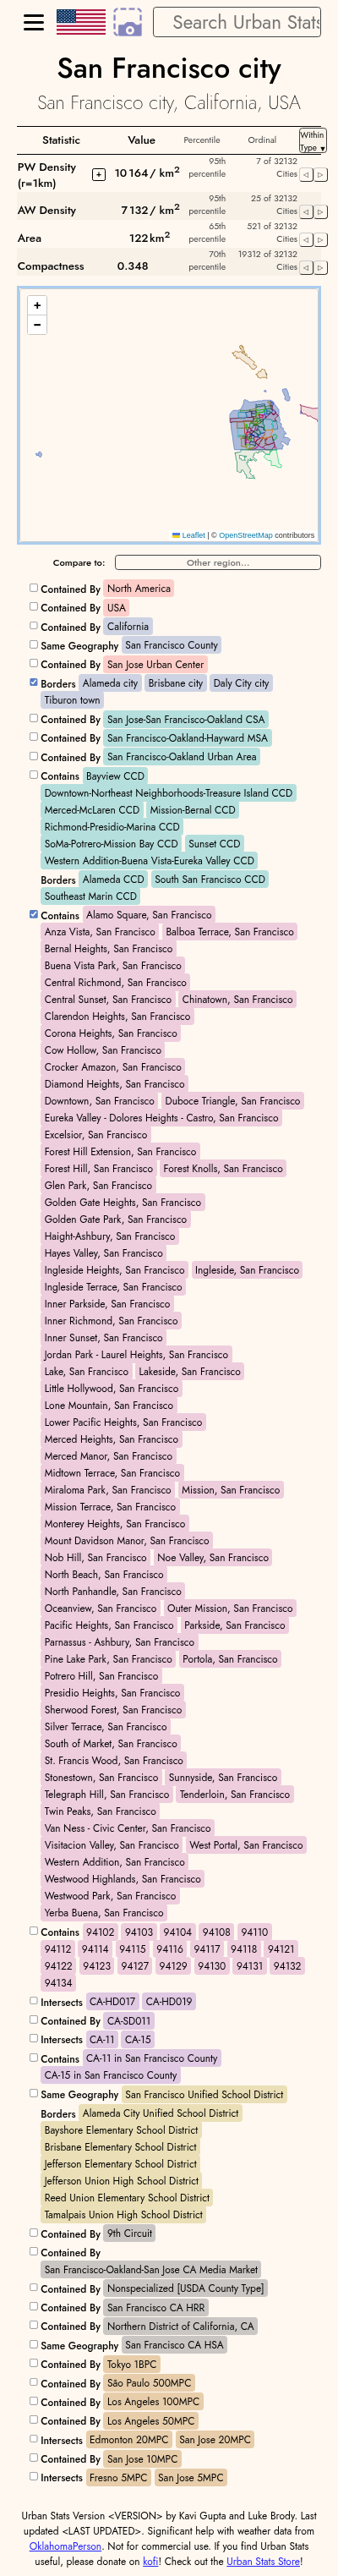 Search Urban Stats
San Francisco city
San Francisco city, California, USA
Statistic Value Percentile Ordinal Within Type ▼
PW Density (r=1km) + 10 164 / km² 95th percentile 7 of 32132 Cities ◁ ▷
AW Density 7 132 / km² 95th percentile 25 of 32132 Cities ◁ ▷
Area 122 km² 65th percentile 521 of 32132 Cities ◁ ▷
Compactness 0.348 70th percentile 19312 of 32132 Cities ◁ ▷
+
−
Leaflet | © OpenStreetMap contributors
Compare to: Other region...
Contained By North America
Contained By USA
Contained By California
Same Geography San Francisco County
Contained By San Jose Urban Center
Borders Alameda city Brisbane city Daly City city
Tiburon town
Contained By San Jose-San Francisco-Oakland CSA
Contained By San Francisco-Oakland-Hayward MSA
Contained By San Francisco-Oakland Urban Area
Contains Bayview CCD
Downtown-Northeast Neighborhoods-Treasure Island CCD
Merced-McLaren CCD Mission-Bernal CCD
Richmond-Presidio-Marina CCD
SoMa-Potrero-Mission Bay CCD Sunset CCD
Western Addition-Buena Vista-Eureka Valley CCD
Borders Alameda CCD South San Francisco CCD
Southeast Marin CCD
Contains Alamo Square, San Francisco
Anza Vista, San Francisco Balboa Terrace, San Francisco
Bernal Heights, San Francisco
Buena Vista Park, San Francisco
Central Richmond, San Francisco
Central Sunset, San Francisco Chinatown, San Francisco
Clarendon Heights, San Francisco
Corona Heights, San Francisco
Cow Hollow, San Francisco
Crocker Amazon, San Francisco
Diamond Heights, San Francisco
Downtown, San Francisco Duboce Triangle, San Francisco
Eureka Valley - Dolores Heights - Castro, San Francisco
Excelsior, San Francisco
Forest Hill Extension, San Francisco
Forest Hill, San Francisco Forest Knolls, San Francisco
Glen Park, San Francisco
Golden Gate Heights, San Francisco
Golden Gate Park, San Francisco
Haight-Ashbury, San Francisco
Hayes Valley, San Francisco
Ingleside Heights, San Francisco Ingleside, San Francisco
Ingleside Terrace, San Francisco
Inner Parkside, San Francisco
Inner Richmond, San Francisco
Inner Sunset, San Francisco
Jordan Park - Laurel Heights, San Francisco
Lake, San Francisco Lakeside, San Francisco
Little Hollywood, San Francisco
Lone Mountain, San Francisco
Lower Pacific Heights, San Francisco
Merced Heights, San Francisco
Merced Manor, San Francisco
Midtown Terrace, San Francisco
Miraloma Park, San Francisco Mission, San Francisco
Mission Terrace, San Francisco
Monterey Heights, San Francisco
Mount Davidson Manor, San Francisco
Nob Hill, San Francisco Noe Valley, San Francisco
North Beach, San Francisco
North Panhandle, San Francisco
Oceanview, San Francisco Outer Mission, San Francisco
Pacific Heights, San Francisco Parkside, San Francisco
Parnassus - Ashbury, San Francisco
Pine Lake Park, San Francisco Portola, San Francisco
Potrero Hill, San Francisco
Presidio Heights, San Francisco
Sherwood Forest, San Francisco
Silver Terrace, San Francisco
South of Market, San Francisco
St. Francis Wood, San Francisco
Stonestown, San Francisco Sunnyside, San Francisco
Telegraph Hill, San Francisco Tenderloin, San Francisco
Twin Peaks, San Francisco
Van Ness - Civic Center, San Francisco
Visitacion Valley, San Francisco West Portal, San Francisco
Western Addition, San Francisco
Westwood Highlands, San Francisco
Westwood Park, San Francisco
Yerba Buena, San Francisco
Contains 94102 94103 94104 94108 94110
94112 94114 94115 94116 94117 94118 94121
94122 94123 94127 94129 94130 94131 94132
94134
Intersects CA-HD017 CA-HD019
Contained By CA-SD011
Intersects CA-11 CA-15
Contains CA-11 in San Francisco County
CA-15 in San Francisco County
Same Geography San Francisco Unified School District
Borders Alameda City Unified School District
Bayshore Elementary School District
Brisbane Elementary School District
Jefferson Elementary School District
Jefferson Union High School District
Reed Union Elementary School District
Tamalpais Union High School District
Contained By 9th Circuit
Contained By
San Francisco-Oakland-San Jose CA Media Market
Contained By Nonspecialized [USDA County Type]
Contained By San Francisco CA HRR
Contained By Northern District of California, CA
Same Geography San Francisco CA HSA
Contained By Tokyo 1BPC
Contained By São Paulo 500MPC
Contained By Los Angeles 100MPC
Contained By Los Angeles 50MPC
Intersects Edmonton 20MPC San Jose 20MPC
Contained By San Jose 10MPC
Intersects Fresno 5MPC San Jose 5MPC
Urban Stats Version <VERSION> by Kavi Gupta and Luke Brody. Last
updated <LAST UPDATED>. Significant help with weather data from
OklahomaPerson. Not for commercial use. If you find Urban Stats
useful, please donate on kofi! Check out the Urban Stats Store!